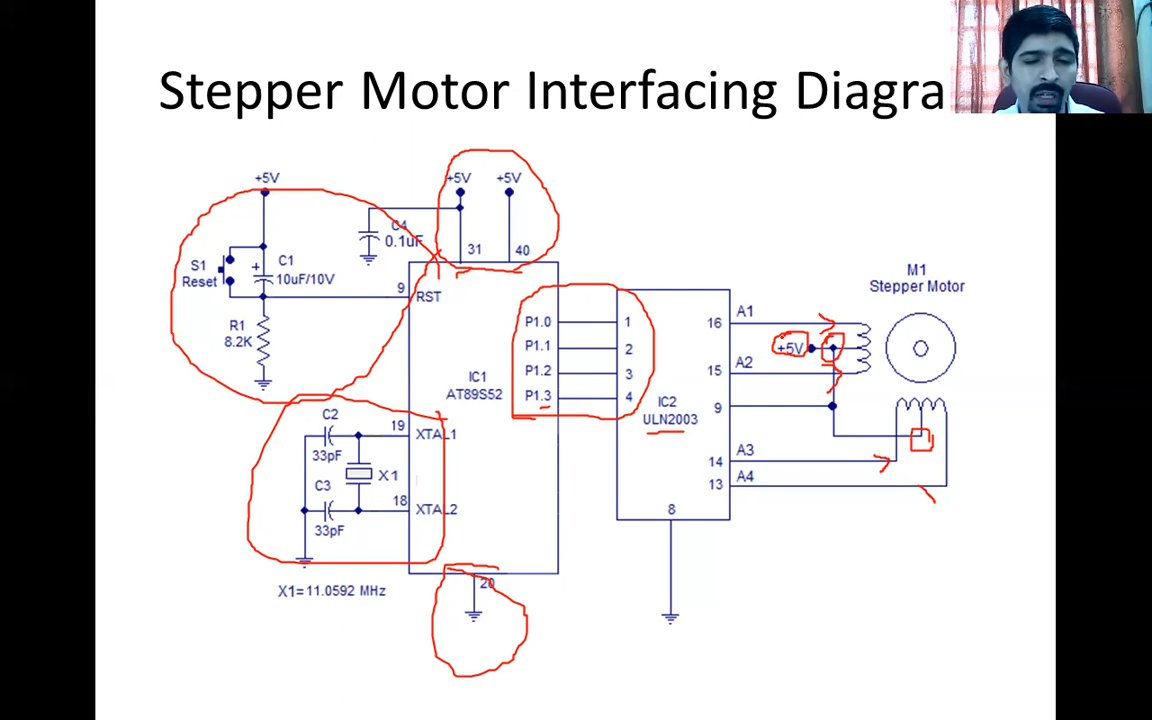 Stepper Motor Interfacing Diagra
+5V
+5V
+5V
C4
0.1uF
31
40
S1
Reset
+
C1
10uF/10V
9
RST
R1
8.2K
IC1
AT89S52
P1.0
P1.1
P1.2
P1.3
1
2
3
4
IC2
ULN2003
16
A1
+5V
15
A2
9
14
A3
13
A4
8
M1
Stepper Motor
C2
33pF
19
XTAL1
X1
C3
33pF
18
XTAL2
20
X1=11.0592 MHz